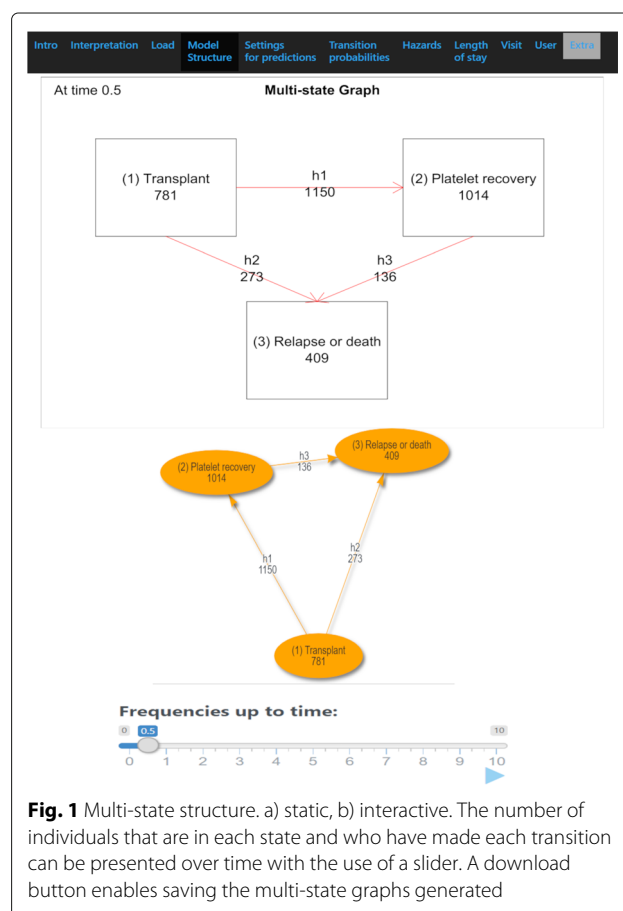 Intro Interpretation Load Model Structure Settings for predictions Transition probabilities Hazards Length of stay Visit User Extra
At time 0.5 Multi-state Graph
(1) Transplant
781
h1
1150
(2) Platelet recovery
1014
h2
273
h3
136
(3) Relapse or death
409
(3) Relapse or death
409
(2) Platelet recovery
1014
h3
136
h1
1150
h2
273
(1) Transplant
781
Frequencies up to time:
0 0.5 10
0 1 2 3 4 5 6 7 8 9 10
Fig. 1 Multi-state structure. a) static, b) interactive. The number of
individuals that are in each state and who have made each transition
can be presented over time with the use of a slider. A download
button enables saving the multi-state graphs generated